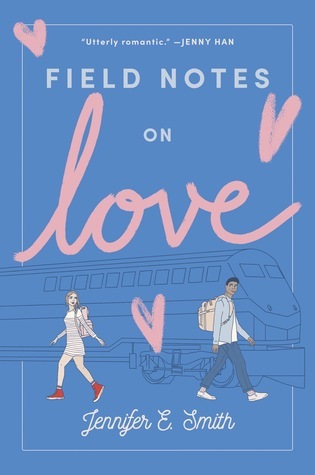 “Utterly romantic.” —JENNY HAN
FIELD NOTES
ON
love
Jennifer E. Smith